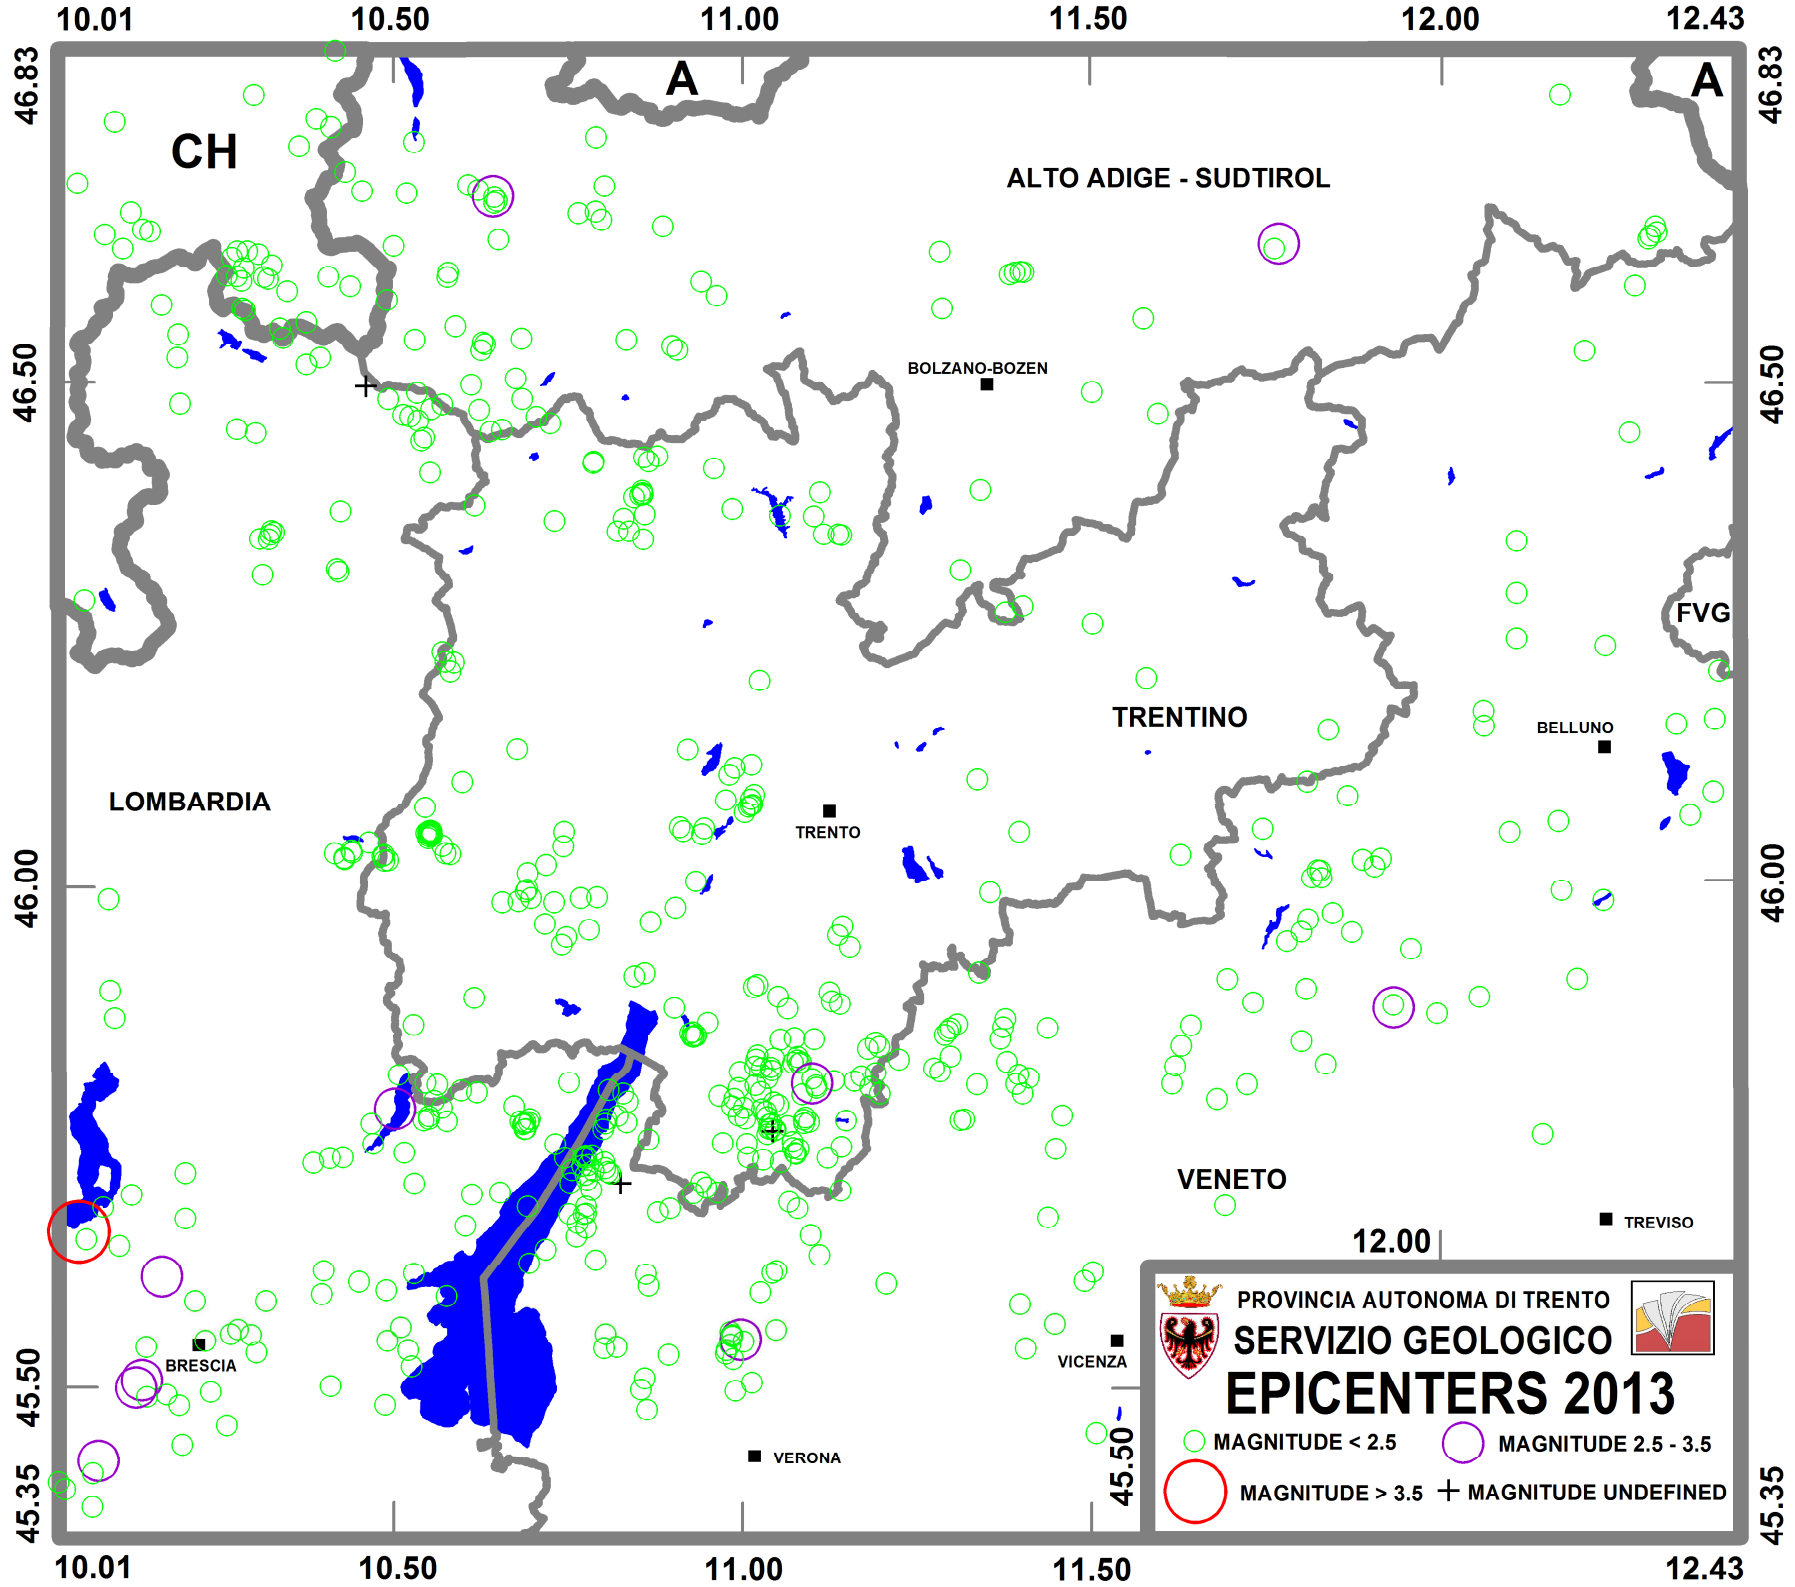 10.01 10.50 11.00 11.50 12.00 12.43
46.83 46.83
A A
CH
ALTO ADIGE - SUDTIROL
46.50 46.50
BOLZANO-BOZEN
FVG
TRENTINO
BELLUNO
LOMBARDIA
TRENTO
46.00 46.00
VENETO
TREVISO
12.00
BRESCIA
VICENZA
45.50 45.50
VERONA
PROVINCIA AUTONOMA DI TRENTO
SERVIZIO GEOLOGICO
EPICENTERS 2013
MAGNITUDE < 2.5 MAGNITUDE 2.5 - 3.5
MAGNITUDE > 3.5 MAGNITUDE UNDEFINED
45.35 45.35
10.01 10.50 11.00 11.50 12.43